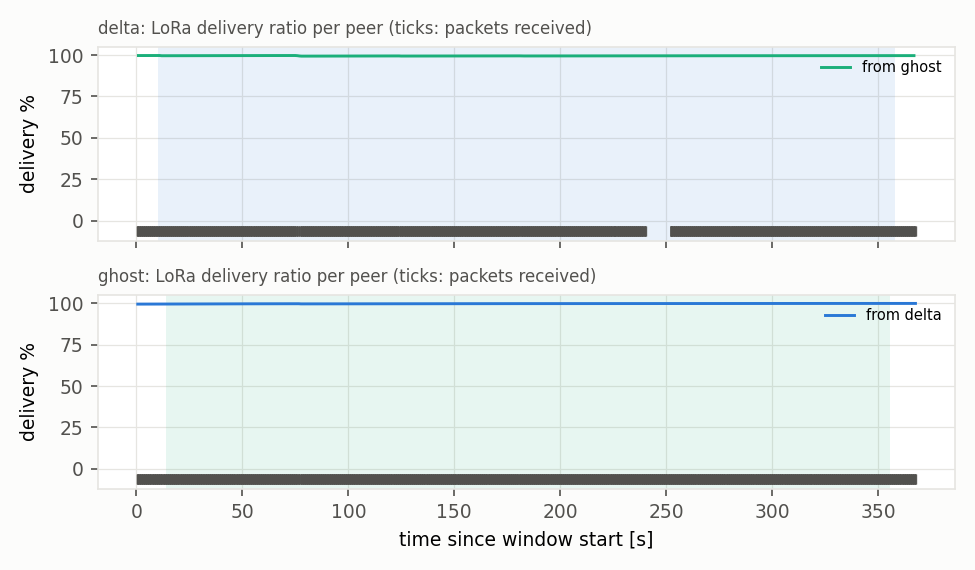 delta: LoRa delivery ratio per peer (ticks: packets received)
100
75
50
25
0
delivery %
from ghost
ghost: LoRa delivery ratio per peer (ticks: packets received)
100
75
50
25
0
delivery %
from delta
0 50 100 150 200 250 300 350
time since window start [s]